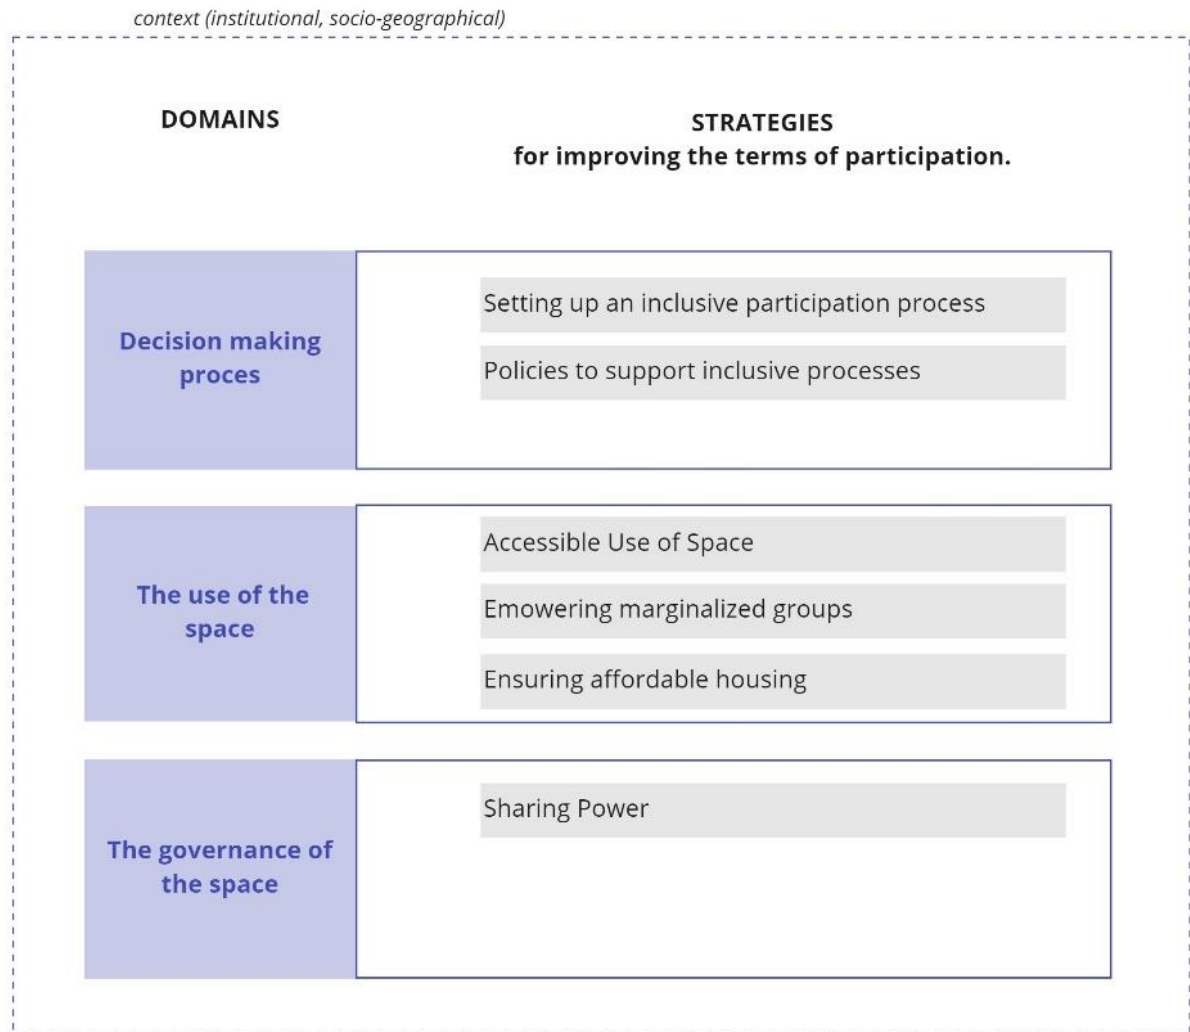 context (institutional, socio-geographical)
DOMAINS
STRATEGIES
for improving the terms of participation.
Decision making
proces
Setting up an inclusive participation process
Policies to support inclusive processes
The use of the
space
Accessible Use of Space
Emowering marginalized groups
Ensuring affordable housing
The governance of
the space
Sharing Power